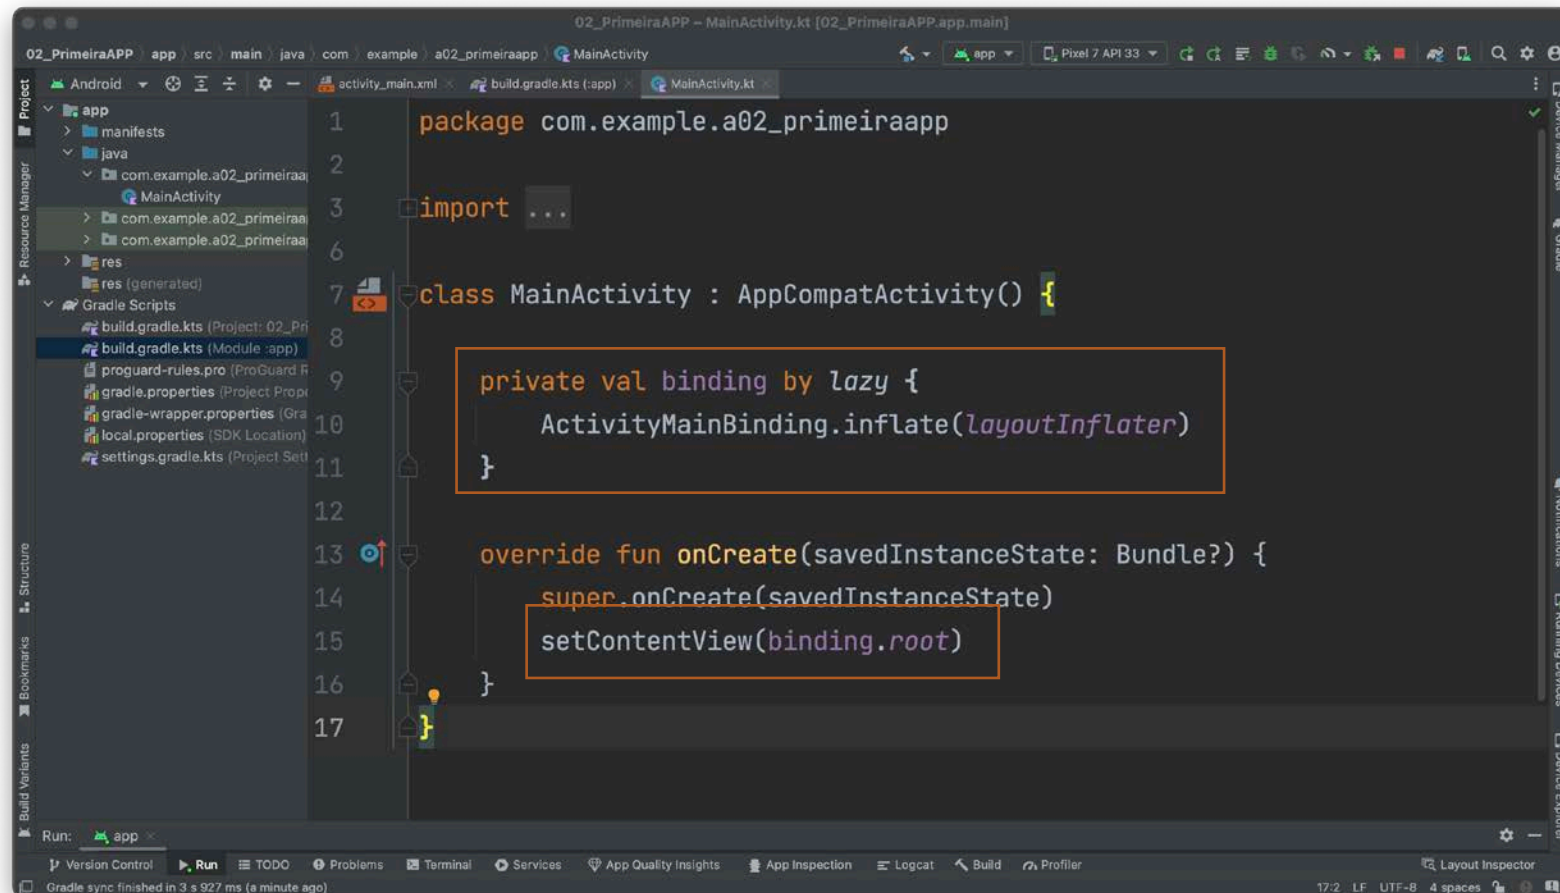 02_PrimeiraAPP – MainActivity.kt [02_PrimeiraAPP.app.main]
02_PrimeiraAPP app src main java com example a02_primeiraapp MainActivity
app Pixel 7 API 33
Android
activity_main.xml build.gradle.kts (:app) MainActivity.kt
Project
Resource Manager
Structure
Bookmarks
Build Variants
app
manifests
java
com.example.a02_primeiraa
MainActivity
com.example.a02_primeiraa
com.example.a02_primeiraa
res
res (generated)
Gradle Scripts
build.gradle.kts (Project: 02_Pri
build.gradle.kts (Module :app)
proguard-rules.pro (ProGuard R
gradle.properties (Project Prope
gradle-wrapper.properties (Gra
local.properties (SDK Location)
settings.gradle.kts (Project Sett
1 package com.example.a02_primeiraapp
2
3 import ...
6
7 class MainActivity : AppCompatActivity() {
8
9 private val binding by lazy {
10 ActivityMainBinding.inflate(layoutInflater)
11 }
12
13 override fun onCreate(savedInstanceState: Bundle?) {
14 super.onCreate(savedInstanceState)
15 setContentView(binding.root)
16 }
17 }
Run: app
Version Control Run TODO Problems Terminal Services App Quality Insights App Inspection Logcat Build Profiler Layout Inspector
Gradle sync finished in 3 s 927 ms (a minute ago) 17:2 LF UTF-8 4 spaces